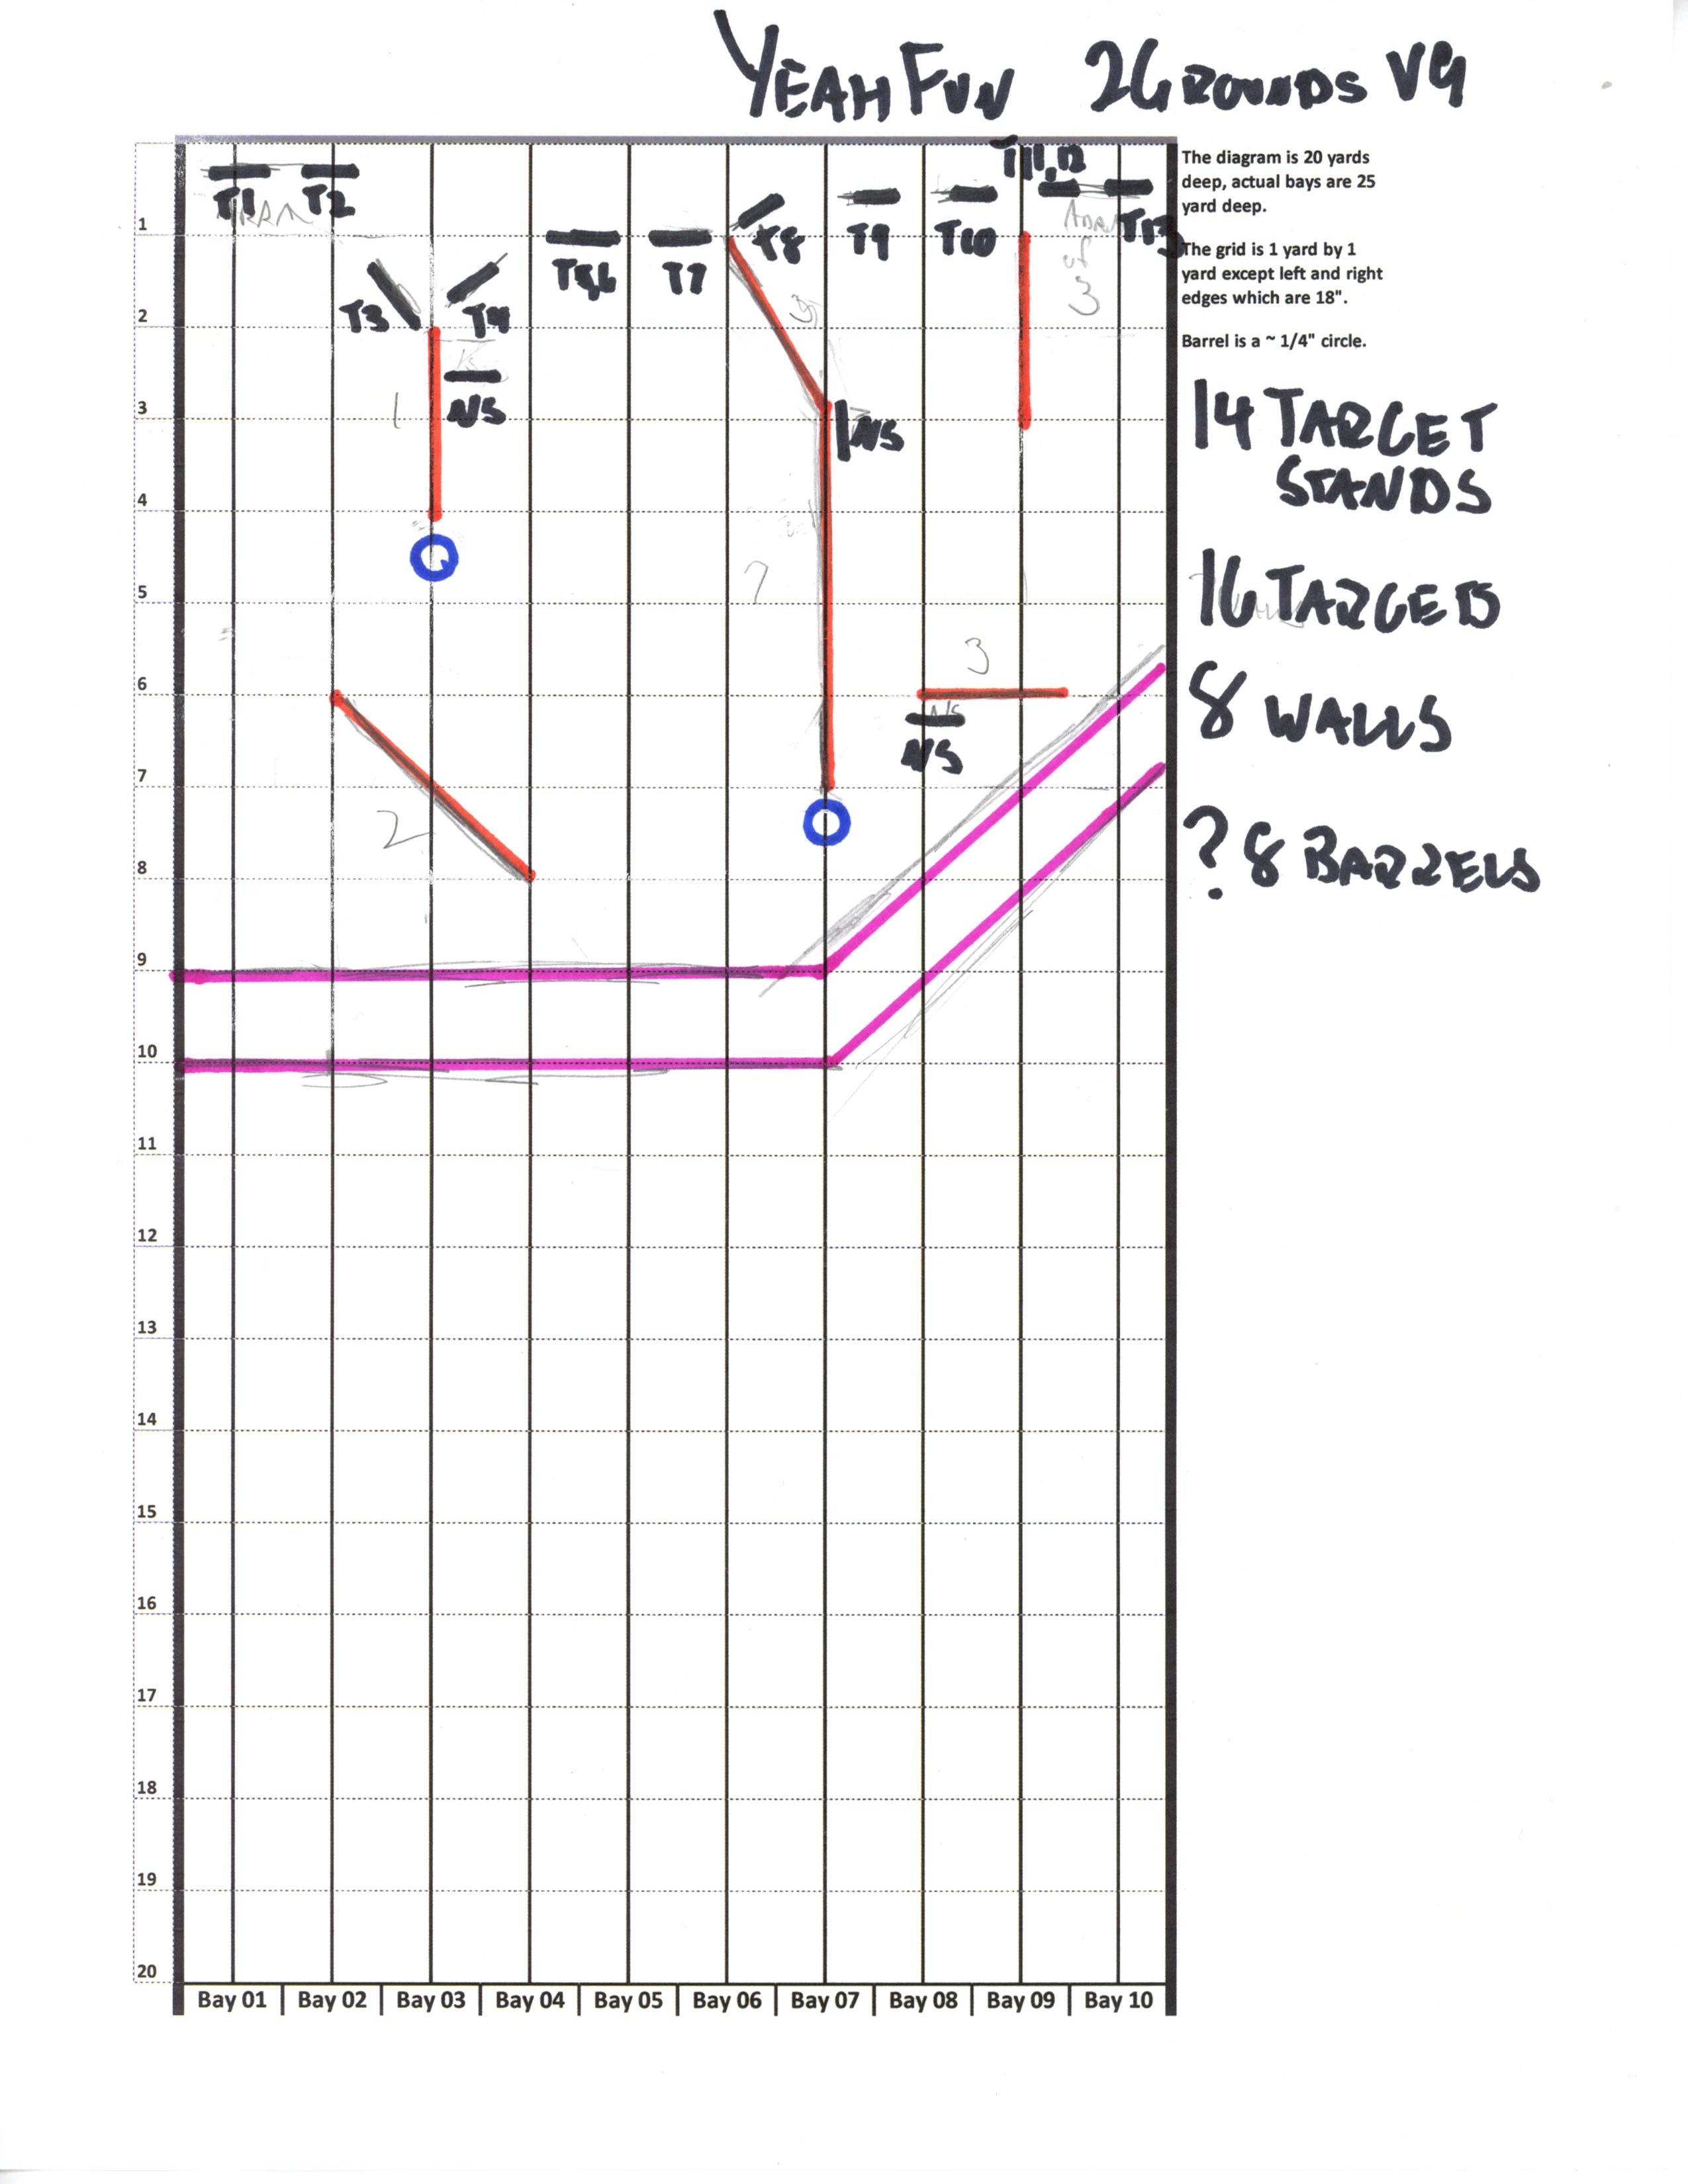 YEAH FUN 26 ROUNDS V9
The diagram is 20 yards
deep, actual bays are 25
yard deep.
The grid is 1 yard by 1
yard except left and right
edges which are 18".
Barrel is a ~ 1/4" circle.
14 TARGET
STANDS
16 TARGETS
8 WALLS
? 8 BARRELS
T11,12
T1 T2
T8 T9 T10 T13
T5,6 T7
T3 T4
NS
NS
NS
1
3
2
3
3
1
2
3
4
5
6
7
8
9
10
11
12
13
14
15
16
17
18
19
20
Bay 01 | Bay 02 | Bay 03 | Bay 04 | Bay 05 | Bay 06 | Bay 07 | Bay 08 | Bay 09 | Bay 10